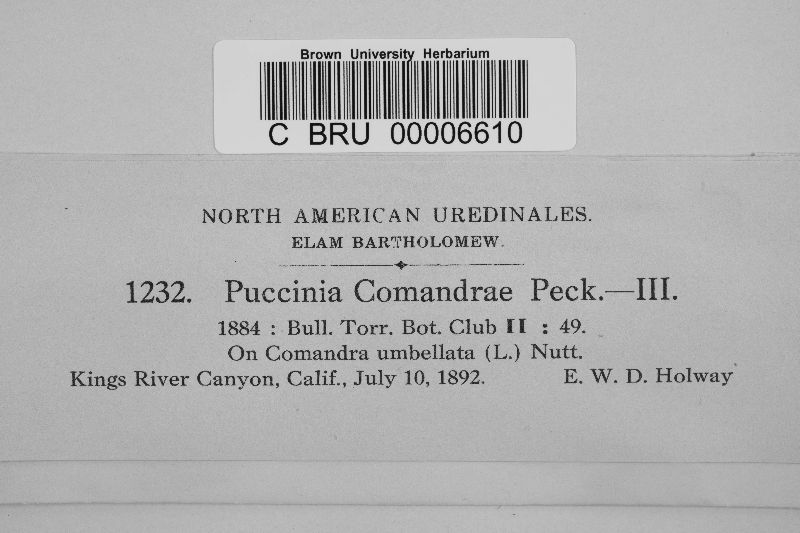 Brown University Herbarium
C BRU 00006610
NORTH AMERICAN UREDINALES.
ELAM BARTHOLOMEW.
1232. Puccinia Comandrae Peck.—III.
1884 : Bull. Torr. Bot. Club II : 49.
On Comandra umbellata (L.) Nutt.
Kings River Canyon, Calif., July 10, 1892. E. W. D. Holway